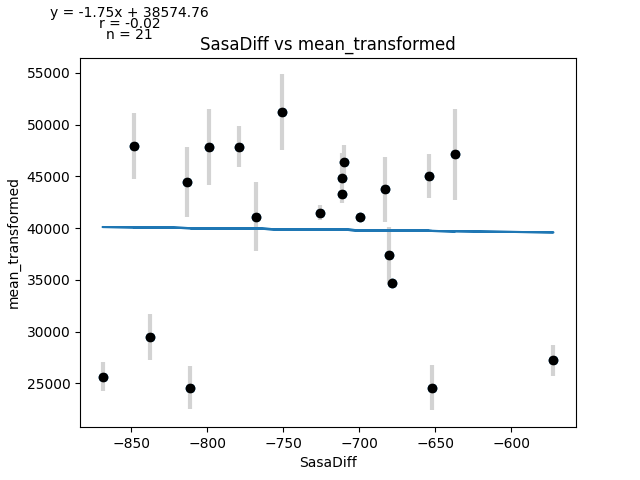 y = -1.75x + 38574.76
r = -0.02
n = 21
SasaDiff vs mean_transformed
55000
50000
45000
40000
35000
30000
25000
mean_transformed
−850
−800
−750
−700
−650
−600
SasaDiff